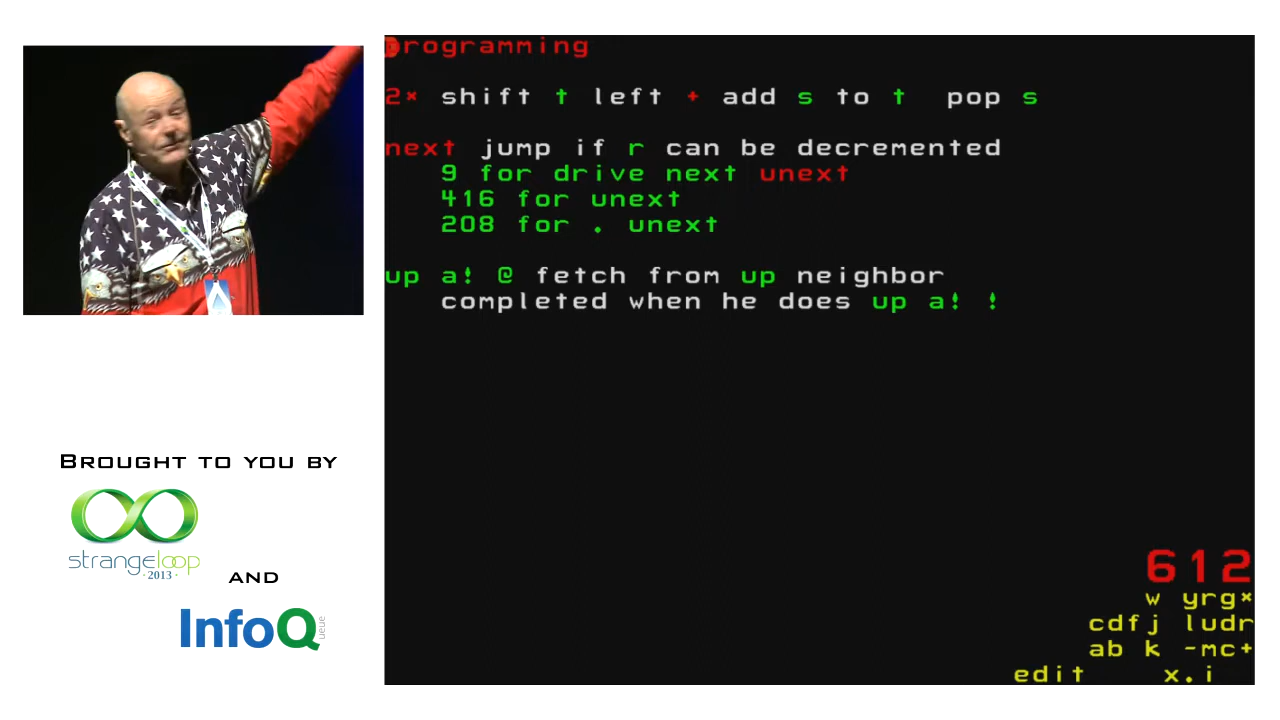 programming
2* shift t left + add s to t pop s
next jump if r can be decremented
9 for drive next unext
416 for unext
208 for . unext
up a! @ fetch from up neighbor
completed when he does up a! !
BROUGHT TO YOU BY
strangeloop
·2013·
AND
InfoQ
queue
612
w yrg*
cdfj ludr
ab k -mc+
edit x.i